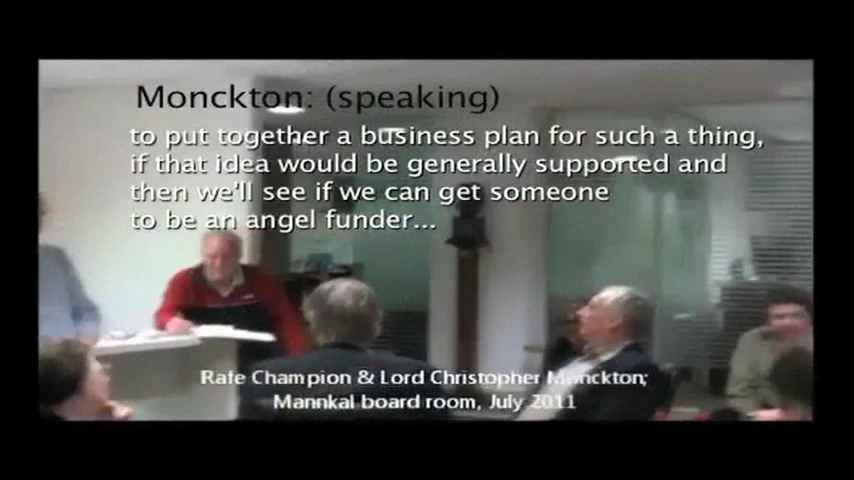 Monckton: (speaking)
to put together a business plan for such a thing,
if that idea would be generally supported and
then we'll see if we can get someone
to be an angel funder...
Rafe Champion & Lord Christopher Monckton;
Mannkal board room, July 2011